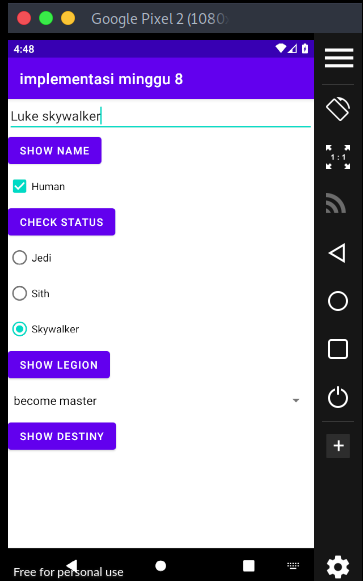 Google Pixel 2 (1080
4:48
implementasi minggu 8
Luke skywalker
SHOW NAME
Human
CHECK STATUS
Jedi
Sith
Skywalker
SHOW LEGION
become master
SHOW DESTINY
Free for personal use
1:1